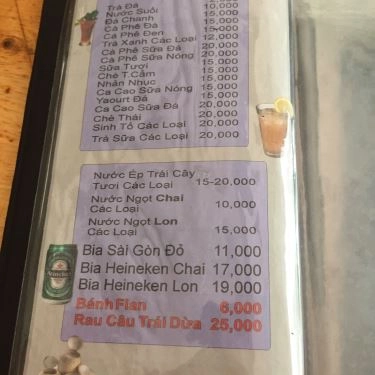 Trà Đá
Nước Suối 10,000
Đá Chanh 15,000
Cà Phê Đá 15,000
Cà Phê Đen 15,000
Trà Xanh Các Loại 12,000
Cà Phê Sữa Đá 20,000
Cà Phê Sữa Nóng 20,000
Sữa Tươi 15,000
Chè T.Cẩm 15,000
Nhãn Nhục 15,000
Ca Cao Sữa Nóng 15,000
Yaourt Đá 15,000
Ca Cao Sữa Đá 20,000
Chè Thái 20,000
Sinh Tố Các Loại 20,000
Trà Sữa Các Loại 20,000
Nước Ép Trái Cây
Tươi Các Loại 15-20,000
Nước Ngọt Chai
Các Loại 10,000
Nước Ngọt Lon
Các Loại 15,000
Bia Sài Gòn Đỏ 11,000
Bia Heineken Chai 17,000
Bia Heineken Lon 19,000
Bánh Flan 6,000
Rau Câu Trái Dừa 25,000
Heineken